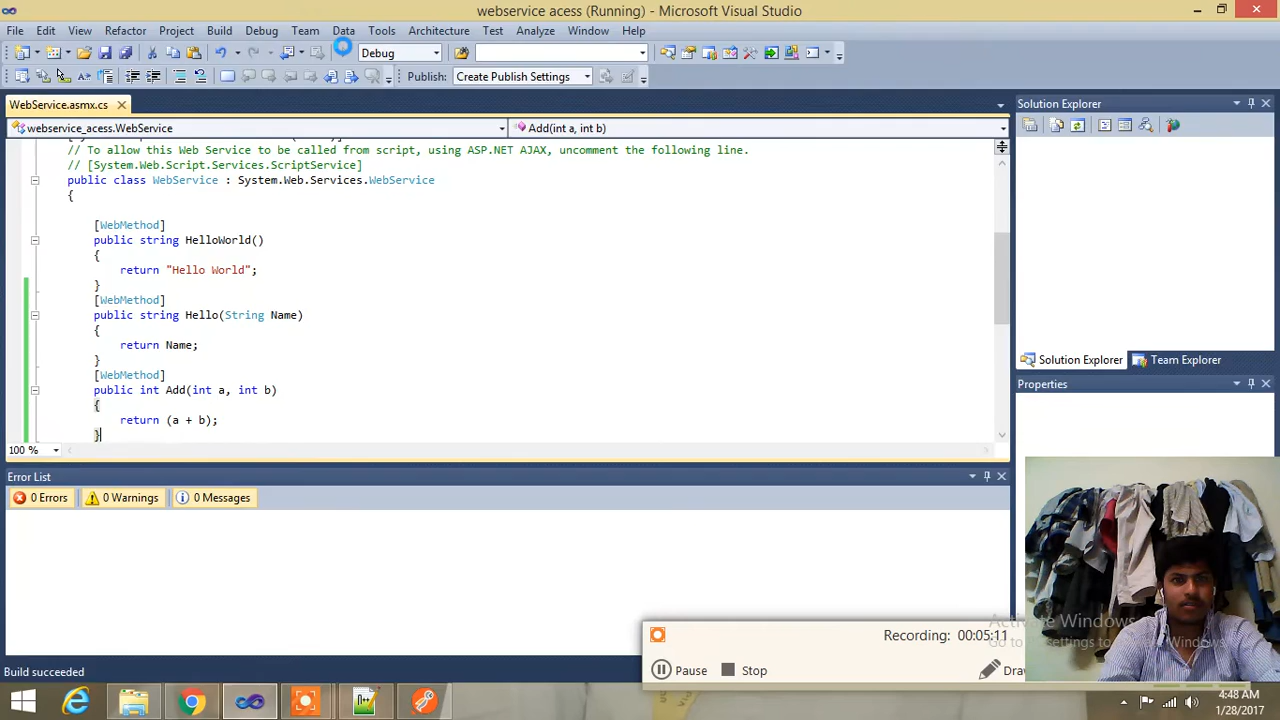 webservice acess (Running) - Microsoft Visual Studio
File Edit View Refactor Project Build Debug Team Data Tools Architecture Test Analyze Window Help
Debug
Publish: Create Publish Settings
WebService.asmx.cs
webservice_acess.WebService
Add(int a, int b)
// To allow this Web Service to be called from script, using ASP.NET AJAX, uncomment the following line.
// [System.Web.Script.Services.ScriptService]
public class WebService : System.Web.Services.WebService
{
[WebMethod]
public string HelloWorld()
{
return "Hello World";
}
[WebMethod]
public string Hello(String Name)
{
return Name;
}
[WebMethod]
public int Add(int a, int b)
{
return (a + b);
}
100 %
Solution Explorer
Solution Explorer Team Explorer
Properties
Error List
0 Errors 0 Warnings 0 Messages
Recording: 00:05:11
Activate Windows
Pause Stop
Build succeeded
4:48 AM
1/28/2017